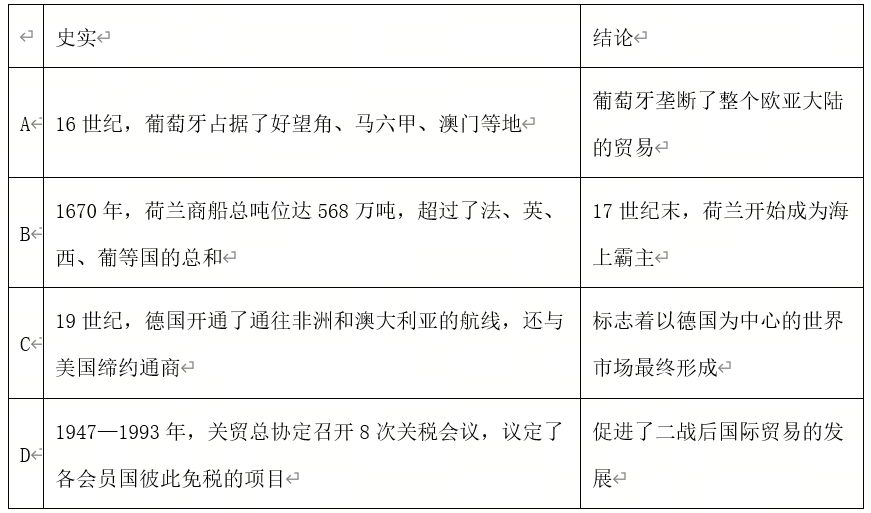 史实
结论
A
16 世纪，葡萄牙占据了好望角、马六甲、澳门等地
葡萄牙垄断了整个欧亚大陆
的贸易
B
1670 年，荷兰商船总吨位达 568 万吨，超过了法、英、
西、葡等国的总和
17 世纪末，荷兰开始成为海
上霸主
C
19 世纪，德国开通了通往非洲和澳大利亚的航线，还与
美国缔约通商
标志着以德国为中心的世界
市场最终形成
D
1947—1993 年，关贸总协定召开 8 次关税会议，议定了
各会员国彼此免税的项目
促进了二战后国际贸易的发
展